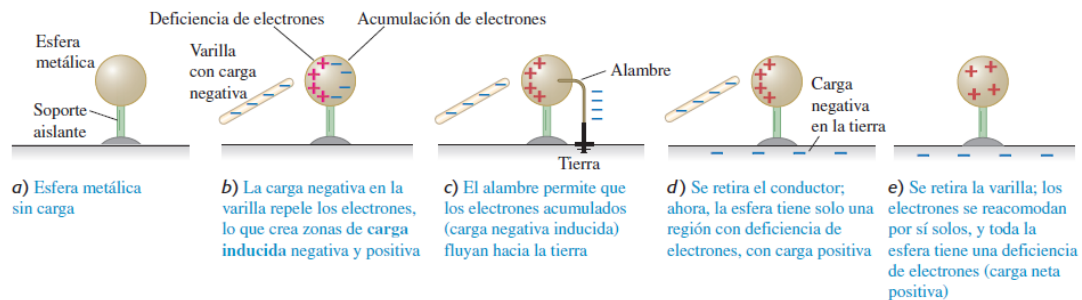 Deficiencia de electrones
Acumulación de electrones
Esfera
metálica
Soporte
aislante
Varilla
con carga
negativa
Alambre
Tierra
Carga
negativa
en la tierra
a) Esfera metálica
sin carga
b) La carga negativa en la
varilla repele los electrones,
lo que crea zonas de carga
inducida negativa y positiva
c) El alambre permite que
los electrones acumulados
(carga negativa inducida)
fluyan hacia la tierra
d) Se retira el conductor;
ahora, la esfera tiene solo una
región con deficiencia de
electrones, con carga positiva
e) Se retira la varilla; los
electrones se reacomodan
por sí solos, y toda la
esfera tiene una deficiencia
de electrones (carga neta
positiva)